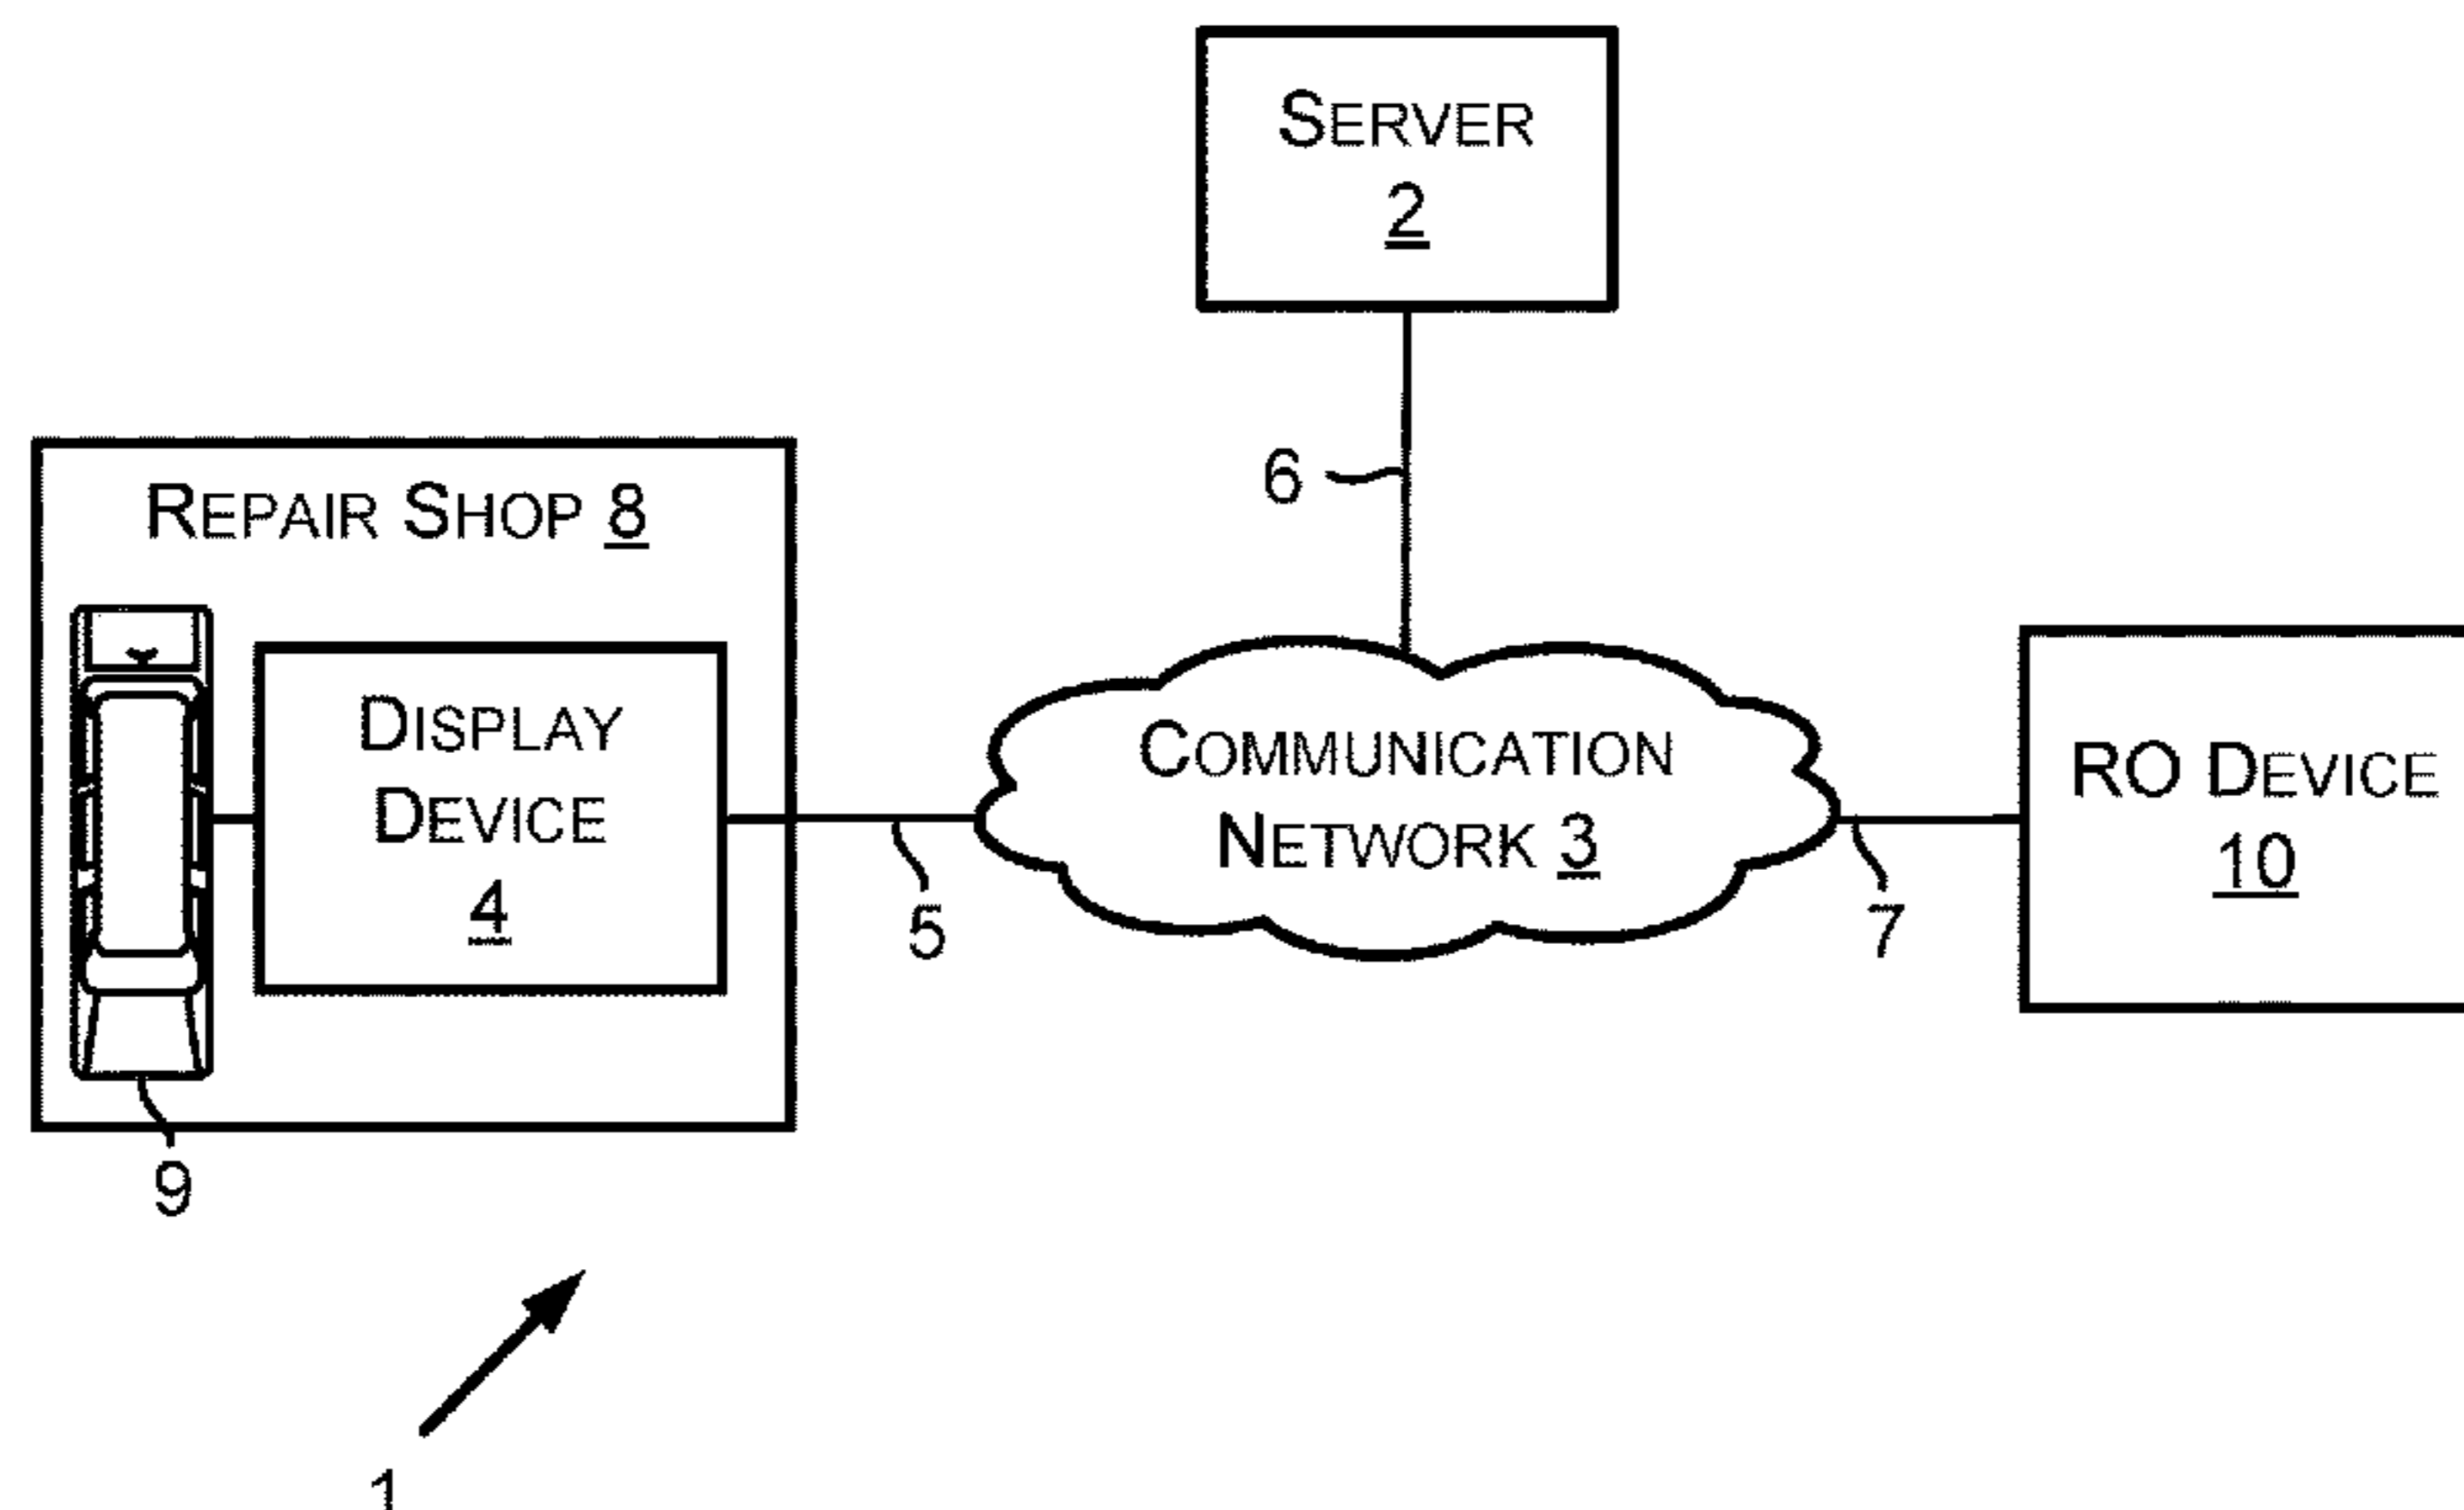 SERVER
2
6
REPAIR SHOP 8
DISPLAY
DEVICE
4
COMMUNICATION
NETWORK 3
RO DEVICE
10
5
7
9
1